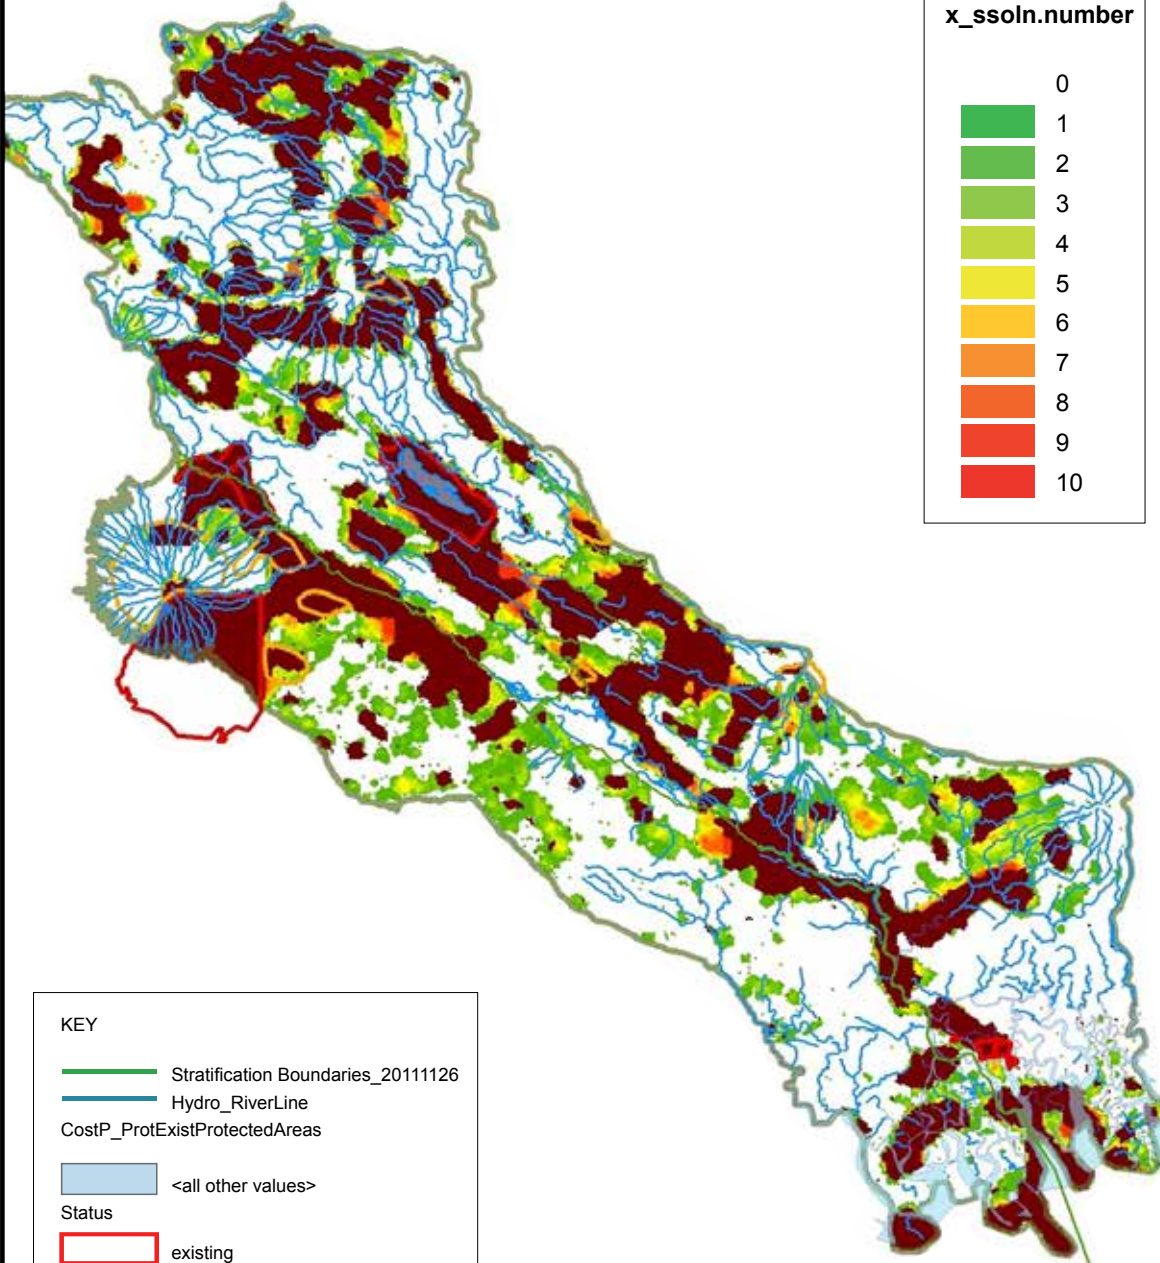 x_ssoln.number
0
1
2
3
4
5
6
7
8
9
10
KEY
Stratification Boundaries_20111126
Hydro_RiverLine
CostP_ProtExistProtectedAreas
<all other values>
Status
existing